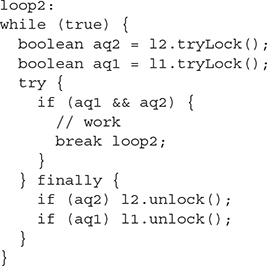 loop2:
while (true) {
  boolean aq2 = l2.tryLock();
  boolean aq1 = l1.tryLock();
  try {
    if (aq1 && aq2) {
      // work
      break loop2;
    }
  } finally {
    if (aq2) l2.unlock();
    if (aq1) l1.unlock();
  }
}